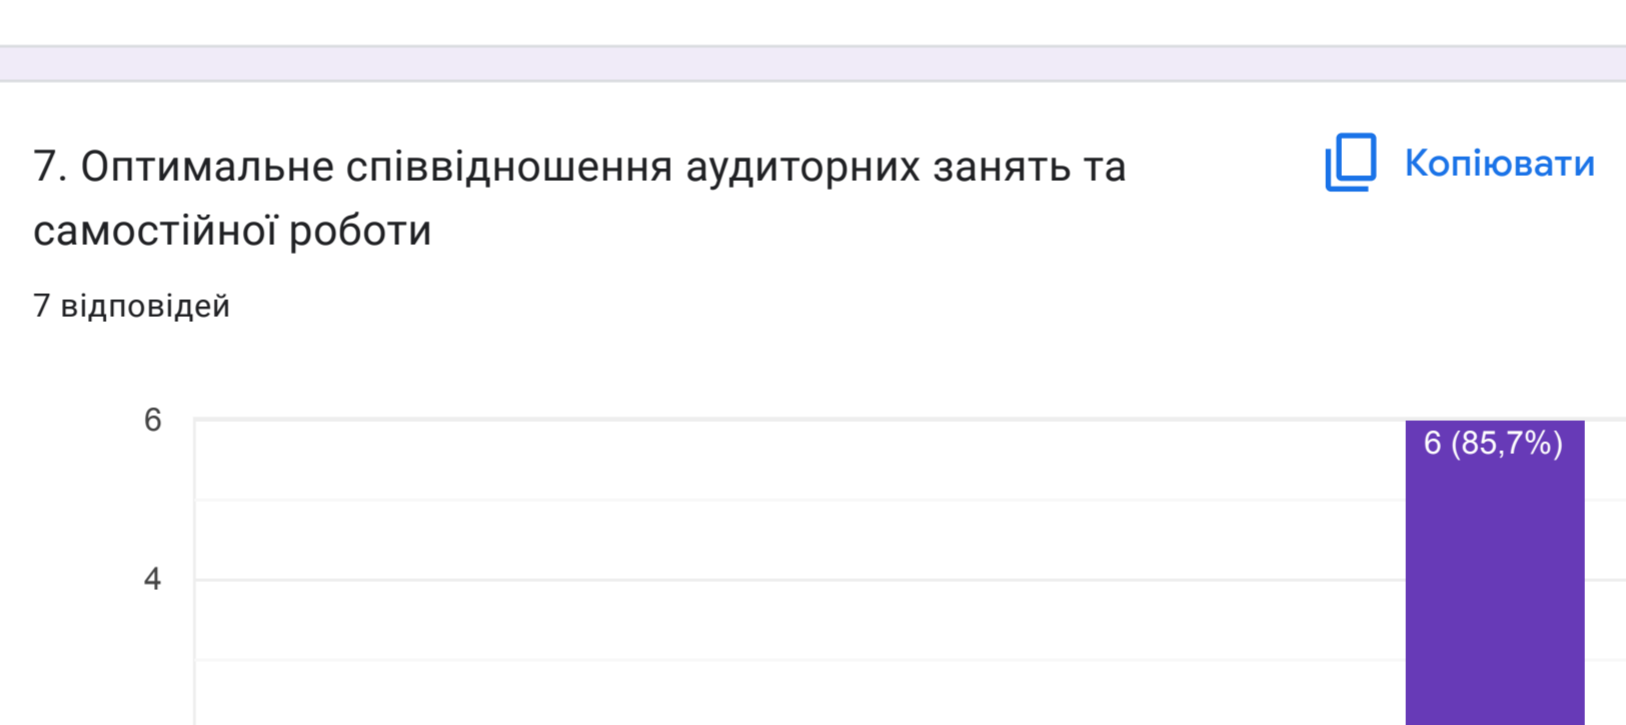 7. Оптимальне співвідношення аудиторних занять та
самостійної роботи
Копіювати
7 відповідей
6
6 (85,7%)
4